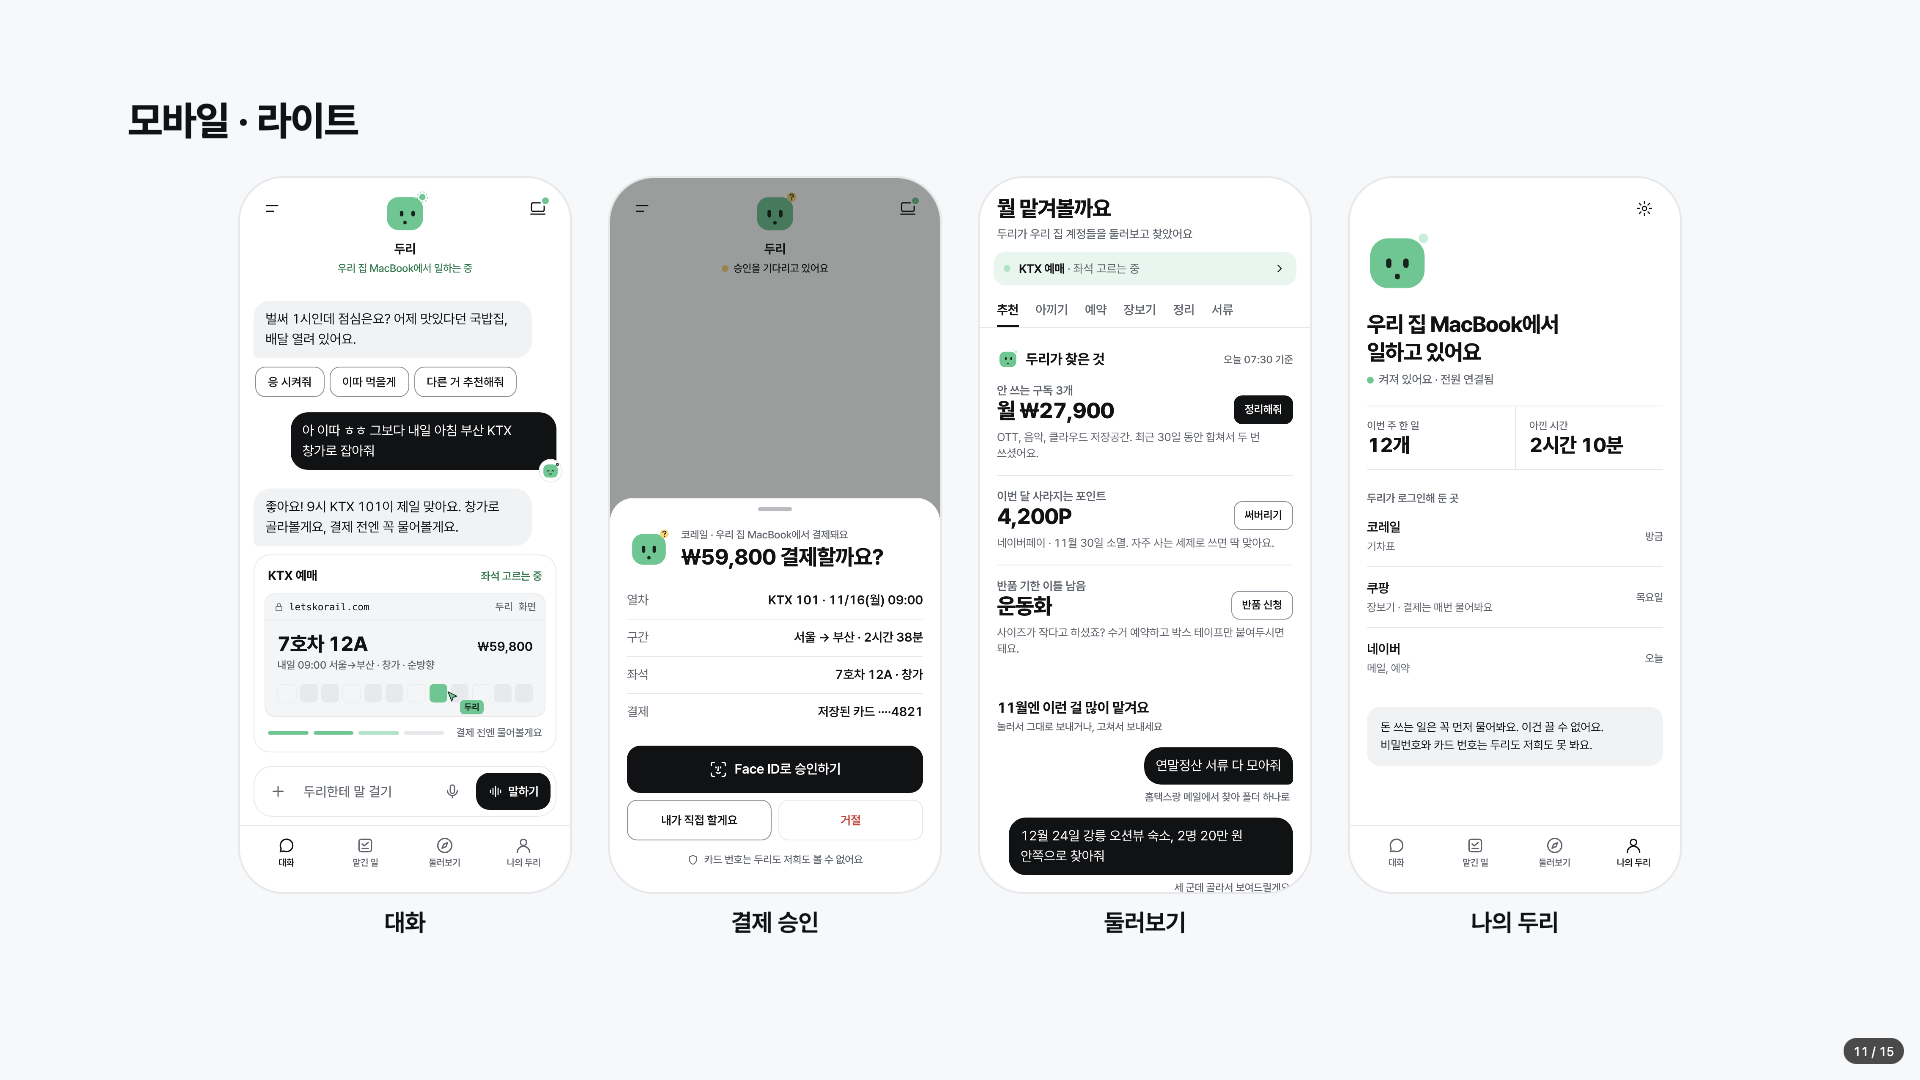 모바일 · 라이트
두리
우리 집 MacBook에서 일하는 중
벌써 1시인데 점심은요? 어제 맛있다던 국밥집,
배달 열려 있어요.
응 시켜줘
이따 먹을게
다른 거 추천해줘
아 이따 ㅎㅎ 그보다 내일 아침 부산 KTX
창가로 잡아줘
좋아요! 9시 KTX 101이 제일 맞아요. 창가로
골라볼게요, 결제 전엔 꼭 물어볼게요.
KTX 예매
좌석 고르는 중
letskorail.com
두리 화면
7호차 12A
₩59,800
내일 09:00 서울→부산 · 창가 · 순방향
두리
결제 전엔 물어볼게요
두리한테 말 걸기
말하기
대화
맡긴 일
둘러보기
나의 두리
대화
?
두리
승인을 기다리고 있어요
?
코레일 · 우리 집 MacBook에서 결제돼요
₩59,800 결제할까요?
열차
KTX 101 · 11/16(월) 09:00
구간
서울 → 부산 · 2시간 38분
좌석
7호차 12A · 창가
결제
저장된 카드 ····4821
Face ID로 승인하기
내가 직접 할게요
거절
카드 번호는 두리도 저희도 볼 수 없어요
결제 승인
뭘 맡겨볼까요
두리가 우리 집 계정들을 둘러보고 찾았어요
KTX 예매 · 좌석 고르는 중
추천
아끼기
예약
장보기
정리
서류
두리가 찾은 것
오늘 07:30 기준
안 쓰는 구독 3개
월 ₩27,900
정리해줘
OTT, 음악, 클라우드 저장공간. 최근 30일 동안 합쳐서 두 번
쓰셨어요.
이번 달 사라지는 포인트
4,200P
써버리기
네이버페이 · 11월 30일 소멸. 자주 사는 세제로 쓰면 딱 맞아요.
반품 기한 이틀 남음
운동화
반품 신청
사이즈가 작다고 하셨죠? 수거 예약하고 박스 테이프만 붙여두시면
돼요.
11월엔 이런 걸 많이 맡겨요
눌러서 그대로 보내거나, 고쳐서 보내세요
연말정산 서류 다 모아줘
홈택스랑 메일에서 찾아 폴더 하나로
12월 24일 강릉 오션뷰 숙소, 2명 20만 원
안쪽으로 찾아줘
세 군데 골라서 보여드릴게요
둘러보기
우리 집 MacBook에서
일하고 있어요
켜져 있어요 · 전원 연결됨
이번 주 한 일
12개
아낀 시간
2시간 10분
두리가 로그인해 둔 곳
코레일
기차표
방금
쿠팡
장보기 · 결제는 매번 물어봐요
목요일
네이버
메일, 예약
오늘
돈 쓰는 일은 꼭 먼저 물어봐요. 이건 끌 수 없어요.
비밀번호와 카드 번호는 두리도 저희도 못 봐요.
대화
맡긴 일
둘러보기
나의 두리
나의 두리
11 / 15